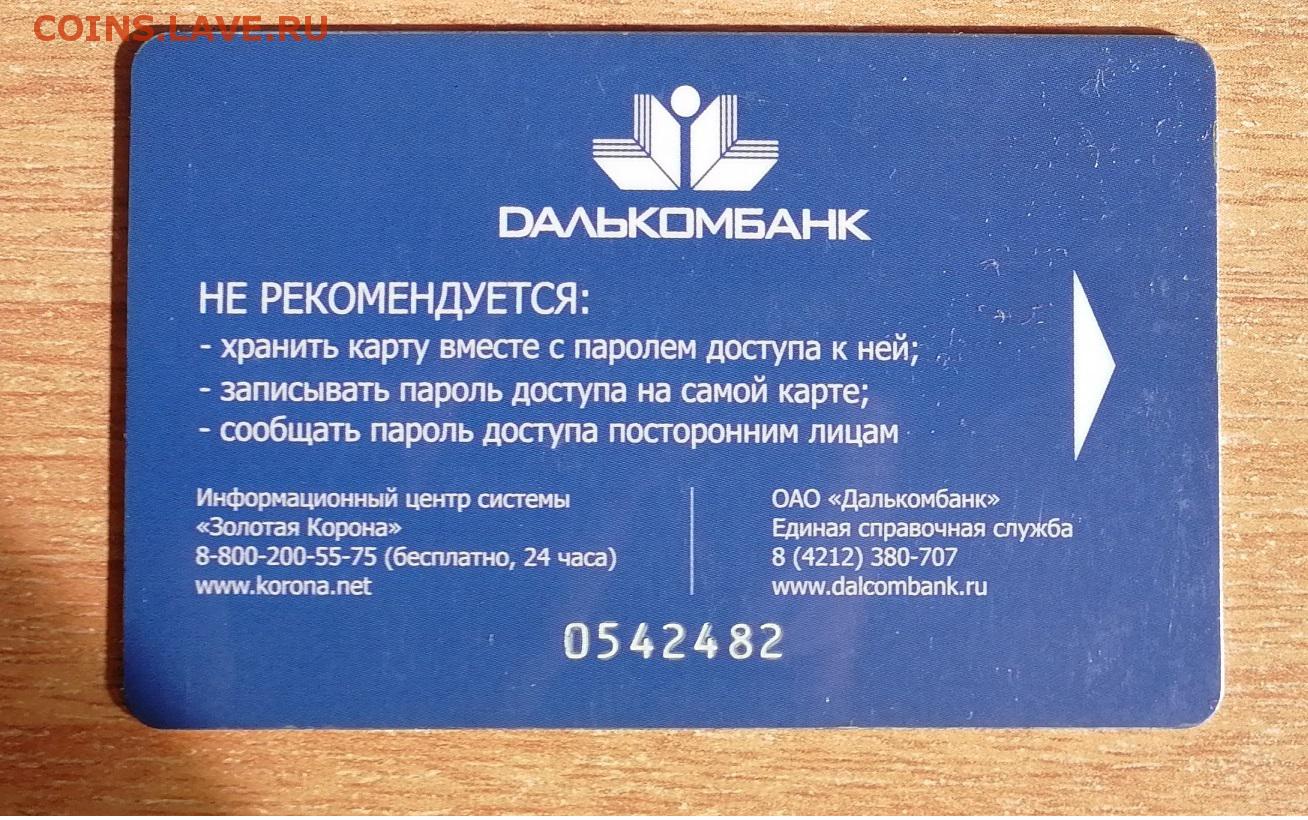 COINS.LAVE.RU
ДАЛЬКОМБАНК
НЕ РЕКОМЕНДУЕТСЯ:
- хранить карту вместе с паролем доступа к ней;
- записывать пароль доступа на самой карте;
- сообщать пароль доступа посторонним лицам
Информационный центр системы
«Золотая Корона»
8-800-200-55-75 (бесплатно, 24 часа)
www.korona.net
ОАО «Далькомбанк»
Единая справочная служба
8 (4212) 380-707
www.dalcombank.ru
0542482